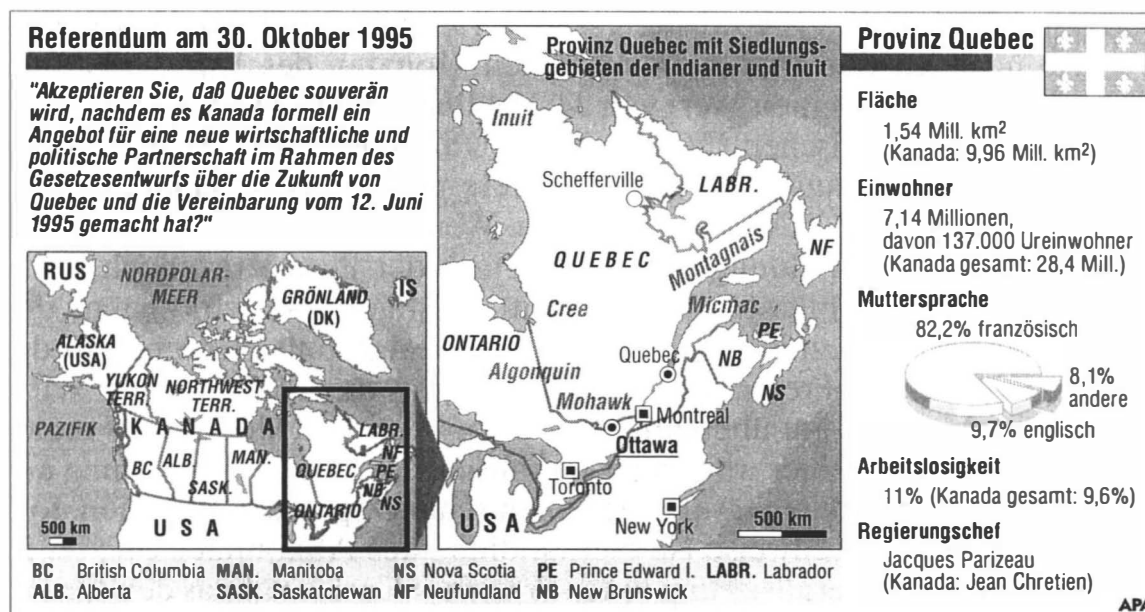 Referendum am 30. Oktober 1995
"Akzeptieren Sie, daß Quebec souverän
wird, nachdem es Kanada formell ein
Angebot für eine neue wirtschaftliche und
politische Partnerschaft im Rahmen des
Gesetzesentwurfs über die Zukunft von
Quebec und die Vereinbarung vom 12. Juni
1995 gemacht hat?"
RUS
NORDPOLAR-
MEER
IS
GRÖNLAND
(DK)
ALASKA
(USA)
YUKON
TERR.
NORTHWEST
TERR.
PAZIFIK
KANADA
LABR.
BC
ALB.
MAN.
QUEBEC
NF
PE
SASK.
NB
NS
ONTARIO
500 km
USA
Provinz Quebec mit Siedlungs-
gebieten der Indianer und Inuit
Inuit
Schefferville
LABR.
QUEBEC
Montagnais
NF
Cree
Micmac
PE
ONTARIO
Quebec
NB
Algonquin
NS
Mohawk
Montreal
Ottawa
Toronto
USA
New York
500 km
Provinz Quebec
Fläche
1,54 Mill. km²
(Kanada: 9,96 Mill. km²)
Einwohner
7,14 Millionen,
davon 137.000 Ureinwohner
(Kanada gesamt: 28,4 Mill.)
Muttersprache
82,2% französisch
8,1%
andere
9,7% englisch
Arbeitslosigkeit
11% (Kanada gesamt: 9,6%)
Regierungschef
Jacques Parizeau
(Kanada: Jean Chretien)
BC British Columbia MAN. Manitoba NS Nova Scotia PE Prince Edward I. LABR. Labrador
ALB. Alberta SASK. Saskatchewan NF Neufundland NB New Brunswick